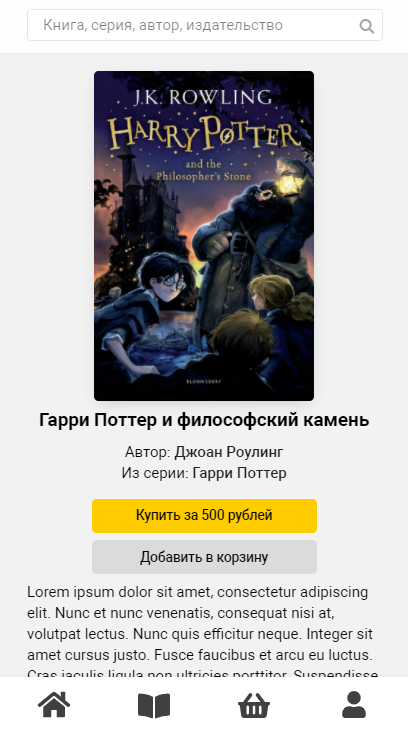 Книга, серия, автор, издательство
J.K. ROWLING
HARRY POTTER
and the
Philosopher's Stone
BLOOMSBURY
Гарри Поттер и философский камень
Автор: Джоан Роулинг
Из серии: Гарри Поттер
Купить за 500 рублей
Добавить в корзину
Lorem ipsum dolor sit amet, consectetur adipiscing
elit. Nunc et nunc venenatis, consequat nisi at,
volutpat lectus. Nunc quis efficitur neque. Integer sit
amet cursus justo. Fusce faucibus et arcu eu luctus.
Cras iaculis ligula non ultricies porttitor. Suspendisse